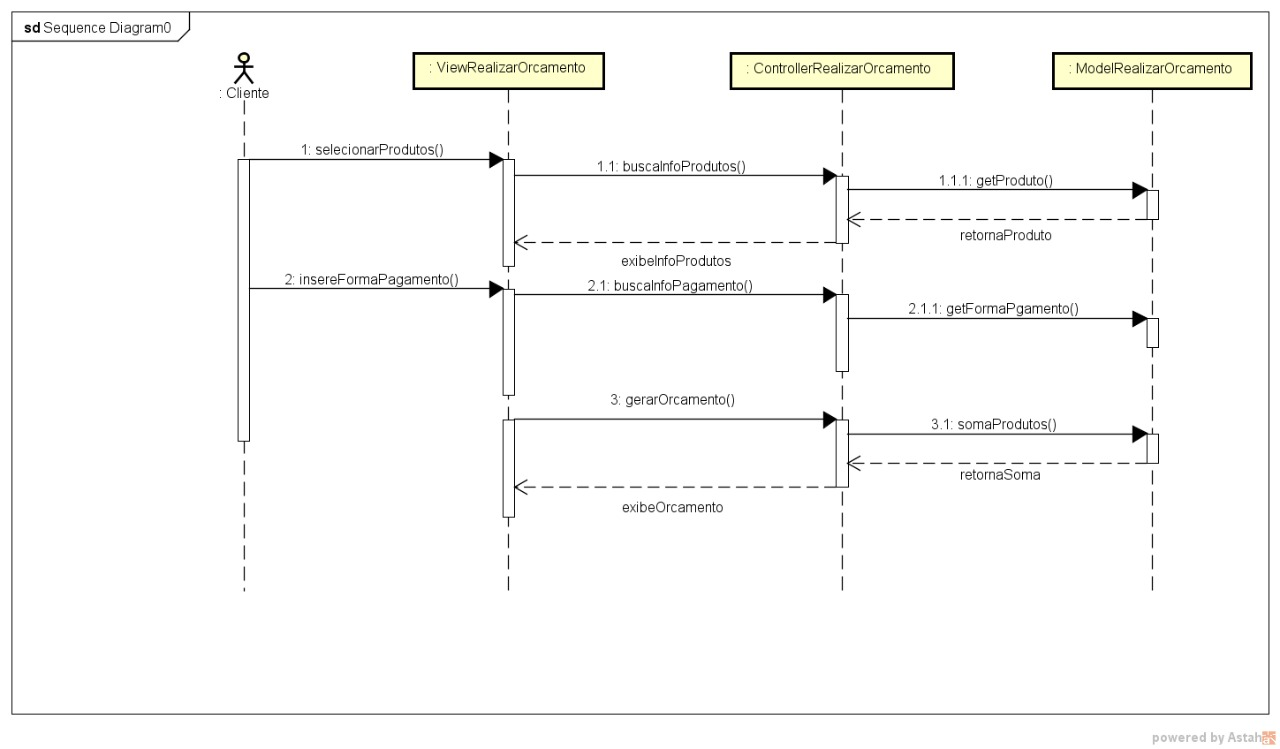 sd Sequence Diagram0
: Cliente
: ViewRealizarOrcamento
: ControllerRealizarOrcamento
: ModelRealizarOrcamento
1: selecionarProdutos()
1.1: buscaInfoProdutos()
1.1.1: getProduto()
retornaProduto
exibeInfoProdutos
2: insereFormaPagamento()
2.1: buscaInfoPagamento()
2.1.1: getFormaPgamento()
3: gerarOrcamento()
3.1: somaProdutos()
retornaSoma
exibeOrcamento
powered by Astah